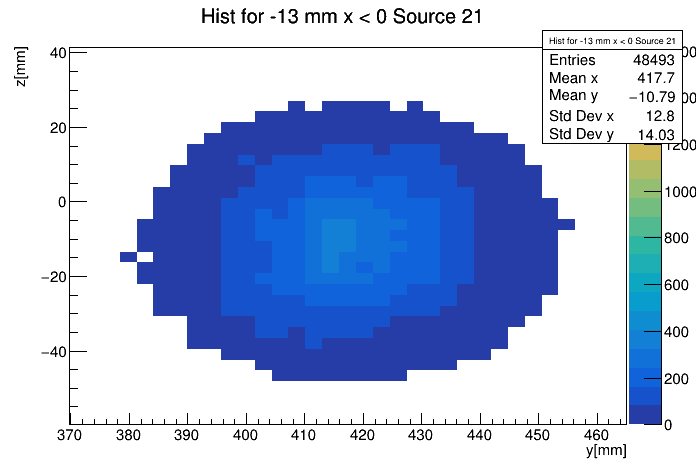 Hist for -13 mm x < 0 Source 21
z[mm]
Hist for -13 mm x < 0 Source 21
Entries 48493
Mean x 417.7
Mean y −10.79
Std Dev x 12.8
Std Dev y 14.03
40
20
0
−20
−40
1200
1000
800
600
400
200
0
370 380 390 400 410 420 430 440 450 460
y[mm]